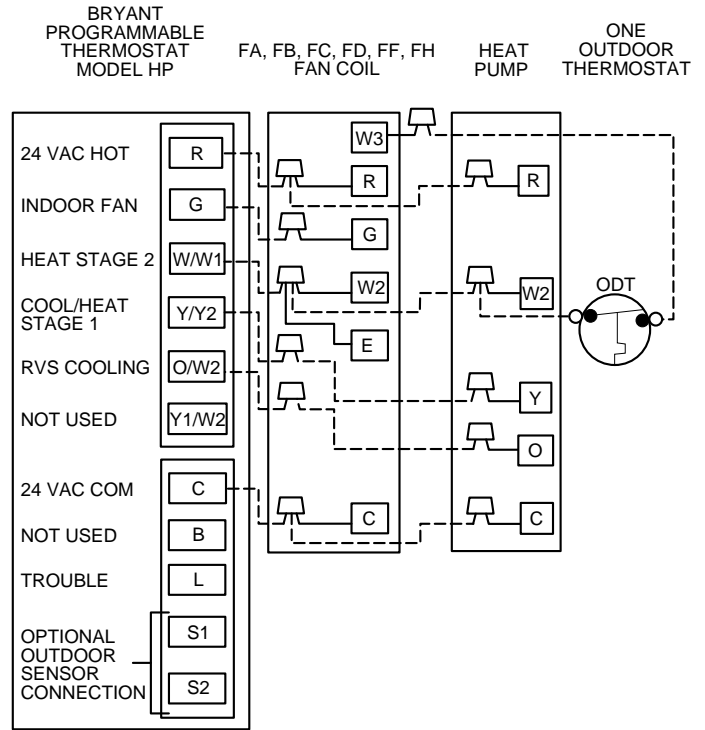 BRYANT
PROGRAMMABLE
THERMOSTAT
MODEL HP
FA, FB, FC, FD, FF, FH
FAN COIL
HEAT
PUMP
ONE
OUTDOOR
THERMOSTAT
24 VAC HOT
R
INDOOR FAN
G
HEAT STAGE 2
W/W1
COOL/HEAT
STAGE 1
Y/Y2
RVS COOLING
O/W2
NOT USED
Y1/W2
24 VAC COM
C
NOT USED
B
TROUBLE
L
OPTIONAL
OUTDOOR
SENSOR
CONNECTION
S1
S2
W3
R
G
W2
E
C
R
W2
Y
O
C
ODT